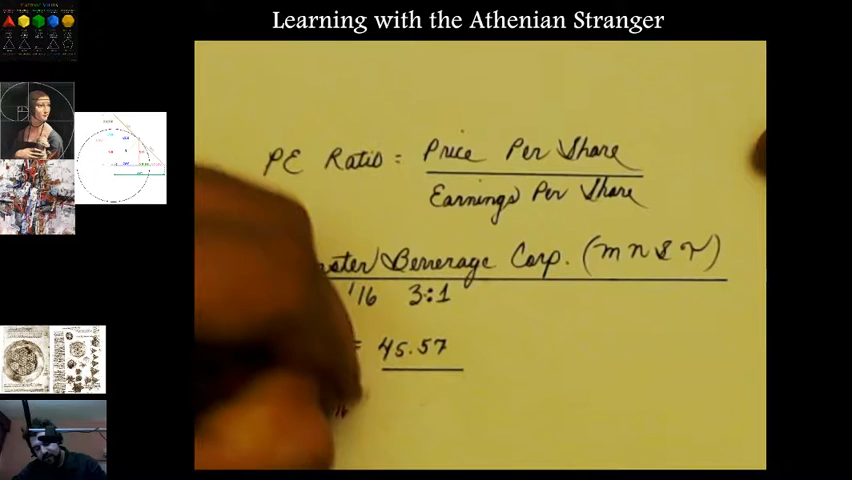 Learning with the Athenian Stranger
PE Ratio = Price Per Share
Earnings Per Share
Beverage Corp. (MNST)
'16 3:1
= 45.57